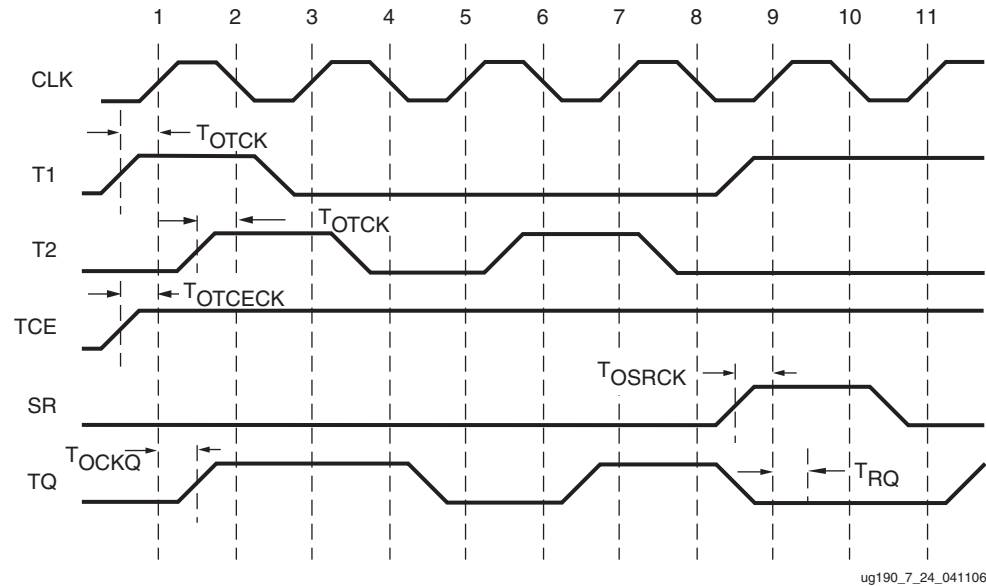 1 2 3 4 5 6 7 8 9 10 11
CLK
TOTCK
T1
TOTCK
T2
TOTCECK
TCE
TOSRCK
SR
TOCKQ
TQ
TRQ
ug190_7_24_041106